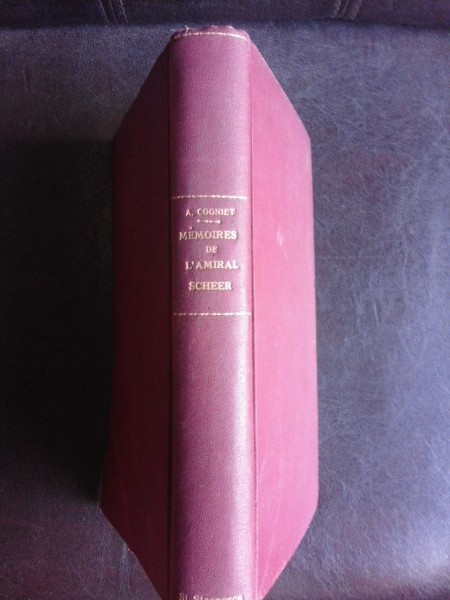 A. COGNIET
MÉMOIRES
DE
L'AMIRAL
SCHEER